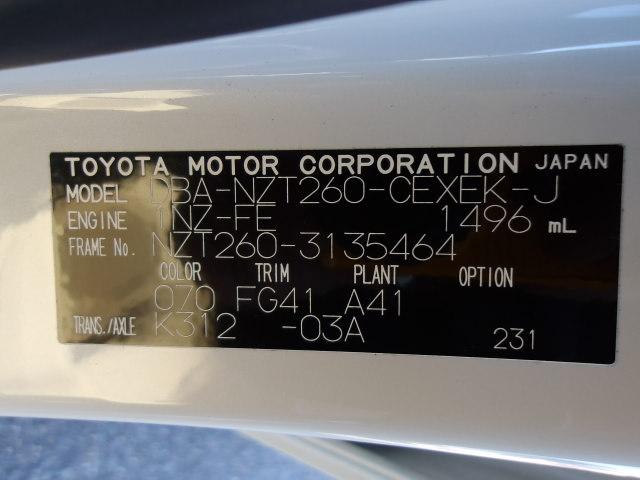 TOYOTA MOTOR CORPORATION JAPAN
MODEL DBA-NZT260-CEXEK-J
ENGINE 1NZ-FE 1496 mL
FRAME No. NZT260-3135464
COLOR TRIM PLANT OPTION
070 FG41 A41
TRANS./AXLE K312 -03A 231